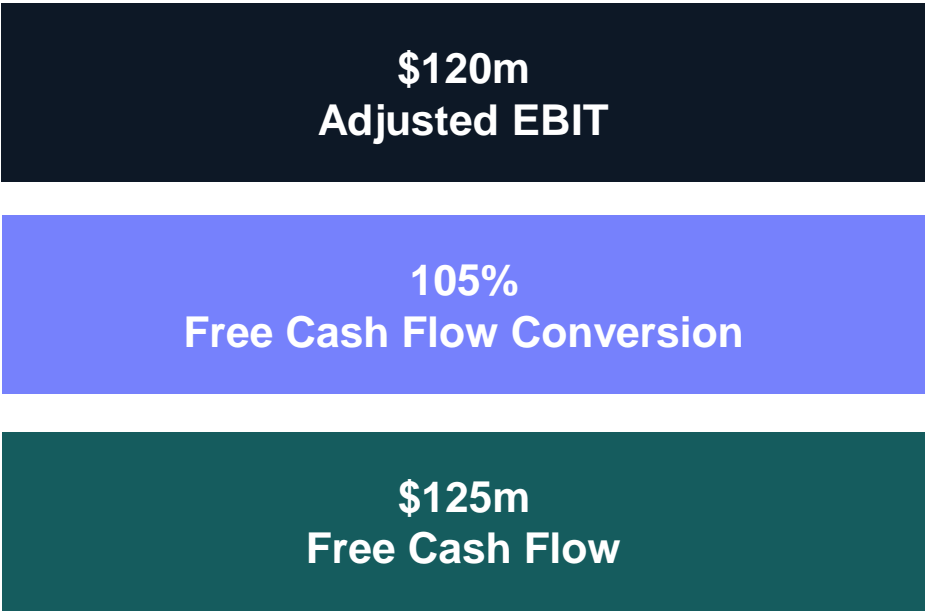 $120m
Adjusted EBIT
105%
Free Cash Flow Conversion
$125m
Free Cash Flow